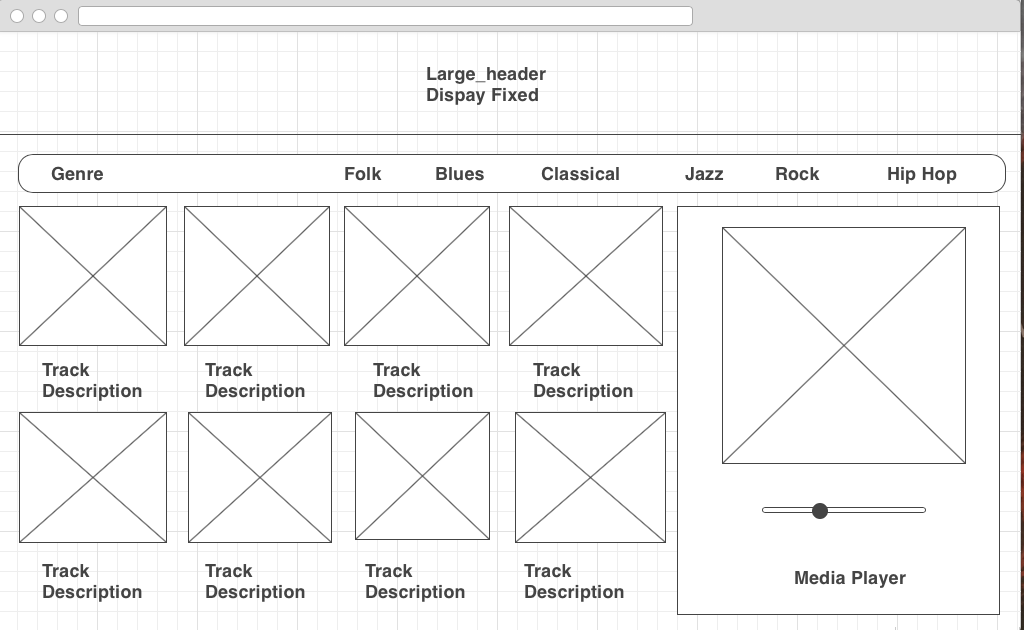 Large_header
Dispay Fixed
Genre Folk Blues Classical Jazz Rock Hip Hop
Track Track Track Track
Description Description Description Description
Track Track Track Track
Description Description Description Description
Media Player